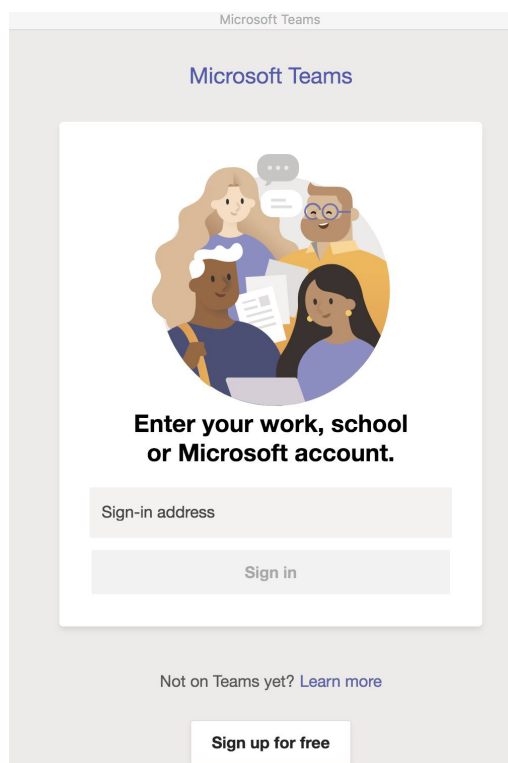 Microsoft Teams
Microsoft Teams
Enter your work, school
or Microsoft account.
Sign-in address
Sign in
Not on Teams yet? Learn more
Sign up for free